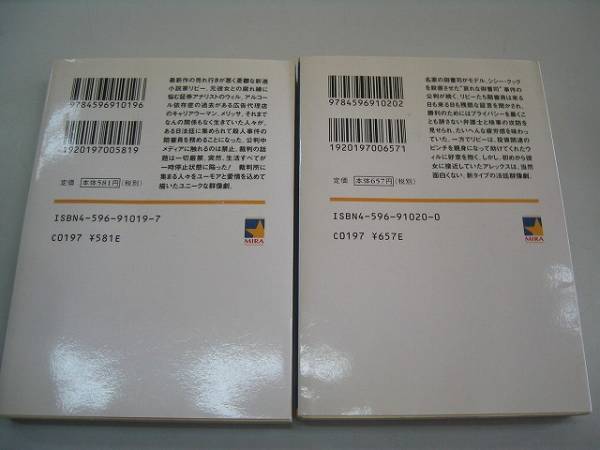 9784596910196
1920197005819
定価 本体581円(税別)
最新作の売れ行きが悪く憂鬱な新進
小説家リビー、元彼女との腐れ縁に
悩む証券アナリストのウィル、アルコー
ル依存症の過去がある広告代理店
のキャリアウーマン、メリッサ。それまで
なんの関係もなく生きていた人々が、
ある日法廷に集められて殺人事件の
陪審員を務めることになった。公判中
メディアに触れるのは禁止、裁判の話
題は一切厳禁。突然、生活すべてが
一時停止状態に陥った! 裁判所に
集まる人々をユーモアと愛情を込めて
描いたユニークな群像劇。
ISBN4-596-91019-7
C0197 ¥581E
MIRA
9784596910202
1920197006571
定価 本体657円(税別)
名家の御曹司がモデル、シシー・クック
を殺害させた"哀れな御曹司"事件の
公判が続く。リビーたち陪審員は来る
日も来る日も残酷な証言を聞かされ、
勝利のためにはプライバシーを暴くこ
とも辞さない弁護士と検事の攻防を
見せられ、たいへんな疲労感を味わっ
ていた。一方でリビーは、投資関連の
ピンチを親身になって助けてくれたウ
ィルに好意を抱く。しかし、初めから彼
女に接近していたアレックスは、当然
面白くない。新タイプの法廷群像劇。
ISBN4-596-91020-0
C0197 ¥657E
MIRA